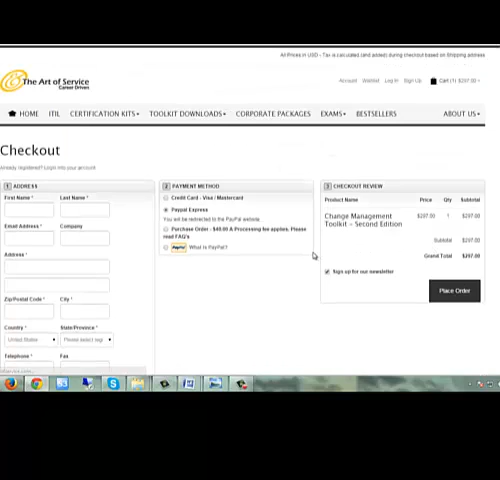 All Prices in USD - Tax is calculated (and added) during checkout based on Shipping address
The Art of Service
Career Driven
Account Wishlist Log In Sign Up Cart (1) $297.00
HOME ITIL CERTIFICATION KITS TOOLKIT DOWNLOADS CORPORATE PACKAGES EXAMS BESTSELLERS ABOUT US
Checkout
Already registered? Login into your account
1 ADDRESS
First Name * Last Name *
Email Address * Company
Address *
Zip/Postal Code * City *
Country * State/Province *
United States Please select regi
Telephone * Fax
2 PAYMENT METHOD
Credit Card - Visa / Mastercard
Paypal Express
You will be redirected to the PayPal website
Purchase Order - $49.00 A Processing fee applies, Please
read FAQ's
PayPal What is PayPal?
3 CHECKOUT REVIEW
Product Name Price Qty Subtotal
Change Management $297.00 1 $297.00
Toolkit - Second Edition
Subtotal $297.00
Grand Total $297.00
Sign up for our newsletter
Place Order